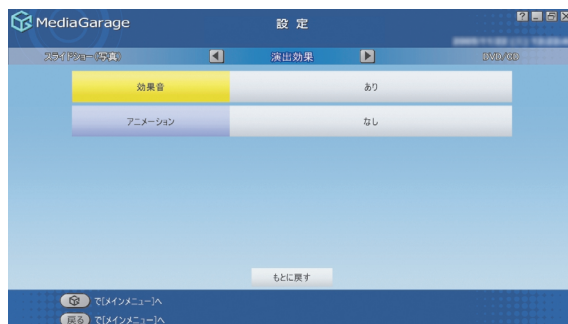 MediaGarage
設 定
スライドショー（写真）
演出効果
DVD/CD
効果音
あり
アニメーション
なし
もとに戻す
で[メインメニュー]へ
戻る で[メインメニュー]へ